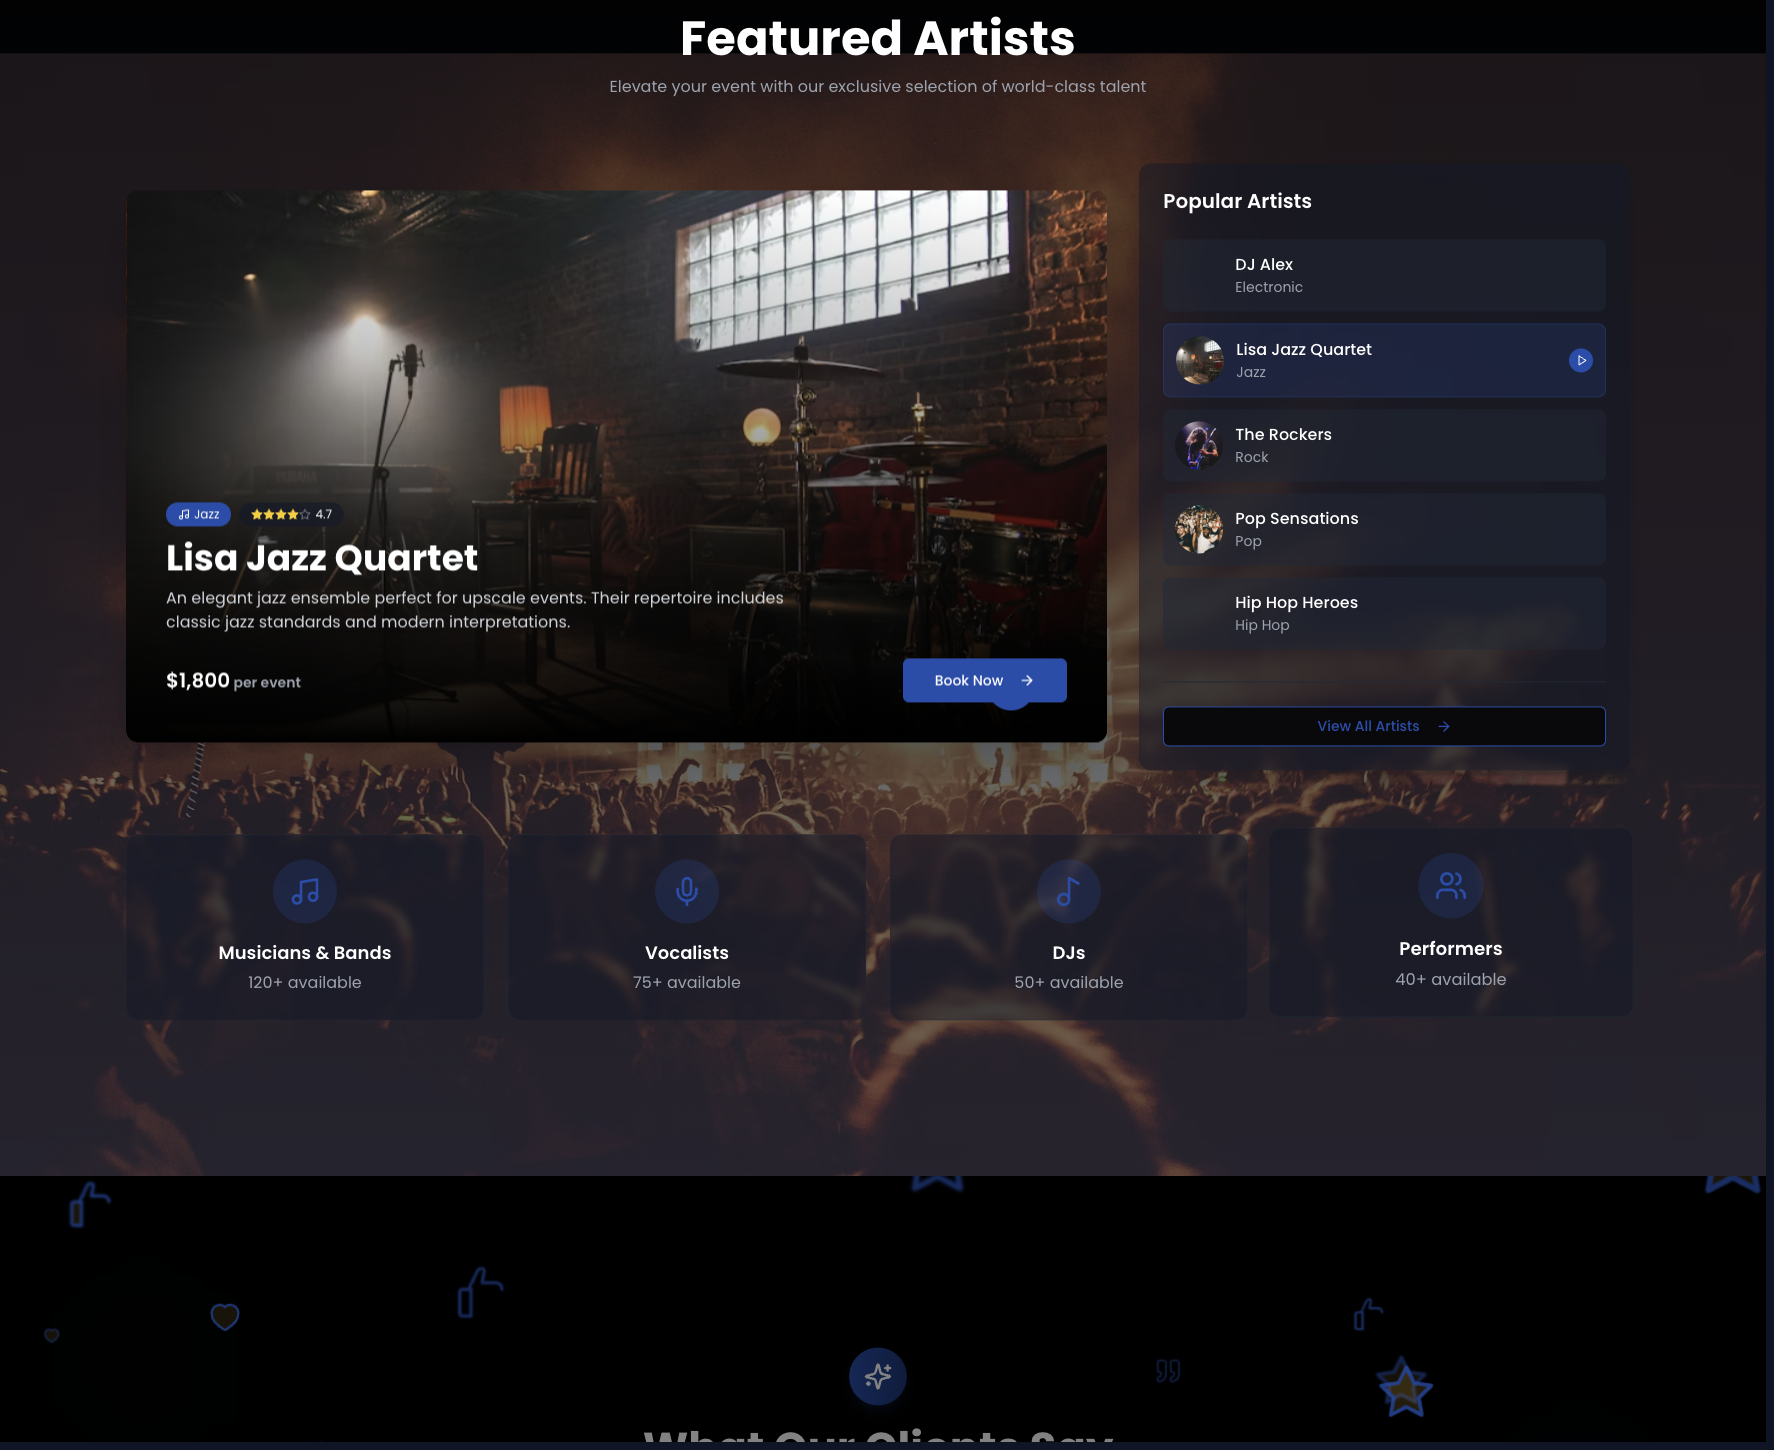 Featured Artists
Elevate your event with our exclusive selection of world-class talent
Jazz
4.7
Lisa Jazz Quartet
An elegant jazz ensemble perfect for upscale events. Their repertoire includes
classic jazz standards and modern interpretations.
$1,800 per event
Book Now
Popular Artists
DJ Alex
Electronic
Lisa Jazz Quartet
Jazz
The Rockers
Rock
Pop Sensations
Pop
Hip Hop Heroes
Hip Hop
View All Artists
Musicians & Bands
120+ available
Vocalists
75+ available
DJs
50+ available
Performers
40+ available
What Our Clients Say